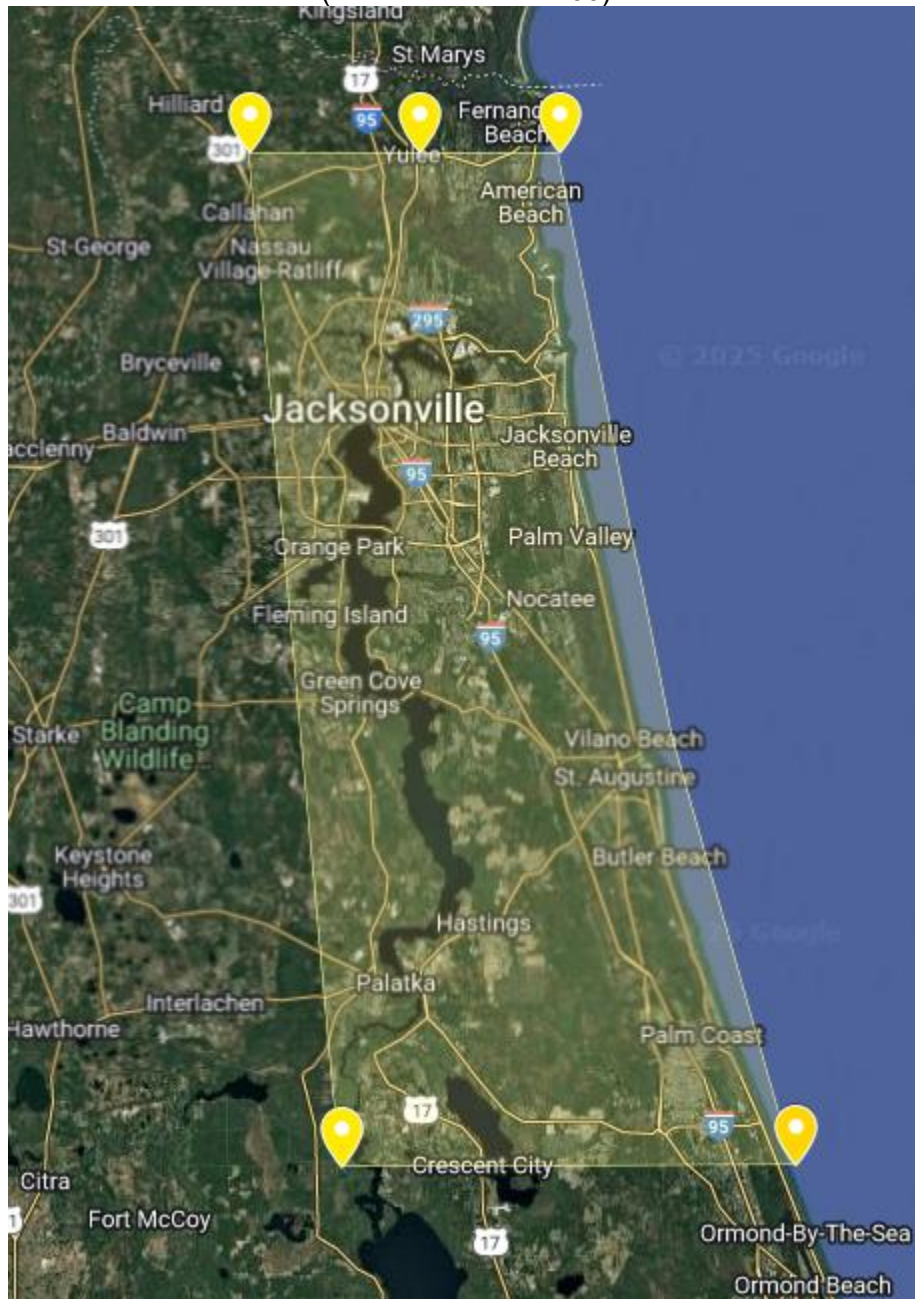 Kingsland
St Marys
17
Hilliard
95
Beach
301
Yulee
American
Beach
Callahan
St George
Nassau
Village-Ratliff
295
© 2025 Google
Bryceville
Jacksonville
Baldwin
acclenny
Jacksonville
Beach
95
301
Palm Valley
Orange Park
Nocatee
Fleming Island
95
Green Cove
Springs
Camp
Blanding
Wildlife...
Starke
Vilano Beach
St. Augustine
Keystone
Heights
Butler Beach
301
Hastings
Google
Palatka
Interlachen
Hawthorne
Palm Coast
17
95
Crescent City
Citra
Fort McCoy
1
17
Ormond-By-The-Sea
Ormond Beach